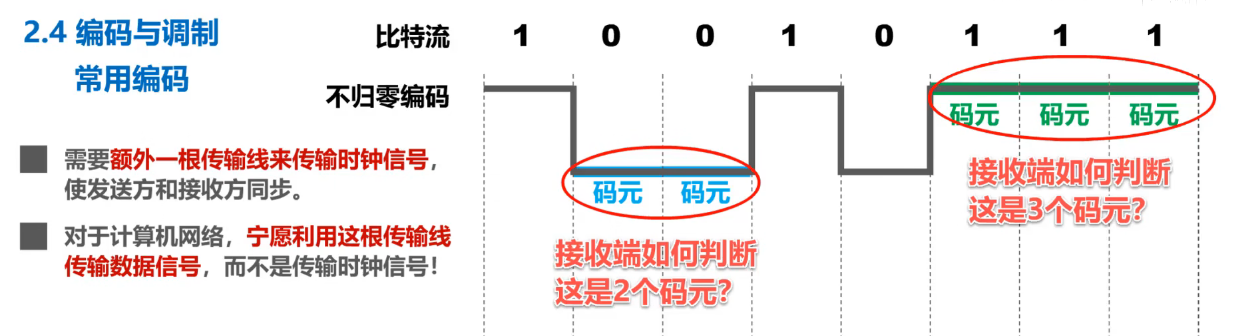 2.4 编码与调制
常用编码
比特流 1 0 0 1 0 1 1 1
不归零编码
码元 码元 码元
码元 码元
需要额外一根传输线来传输时钟信号，
使发送方和接收方同步。
对于计算机网络，宁愿利用这根传输线
传输数据信号，而不是传输时钟信号！
接收端如何判断
这是2个码元？
接收端如何判断
这是3个码元？